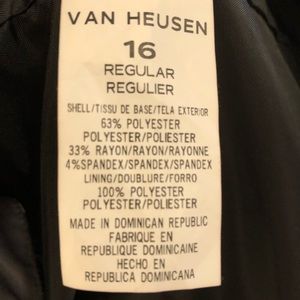 VAN HEUSEN
16
REGULAR
REGULIER
SHELL/TISSU DE BASE/TELA EXTERIOR
63% POLYESTER
POLYESTER/POLIESTER
33% RAYON/RAYON/RAYONNE
4%SPANDEX/SPANDEX/SPANDEX
LINING/DOUBLURE/FORRO
100% POLYESTER
POLYESTER/POLIESTER
MADE IN DOMINICAN REPUBLIC
FABRIQUE EN
REPUBLIQUE DOMINICAINE
HECHO EN
REPUBLICA DOMINICANA